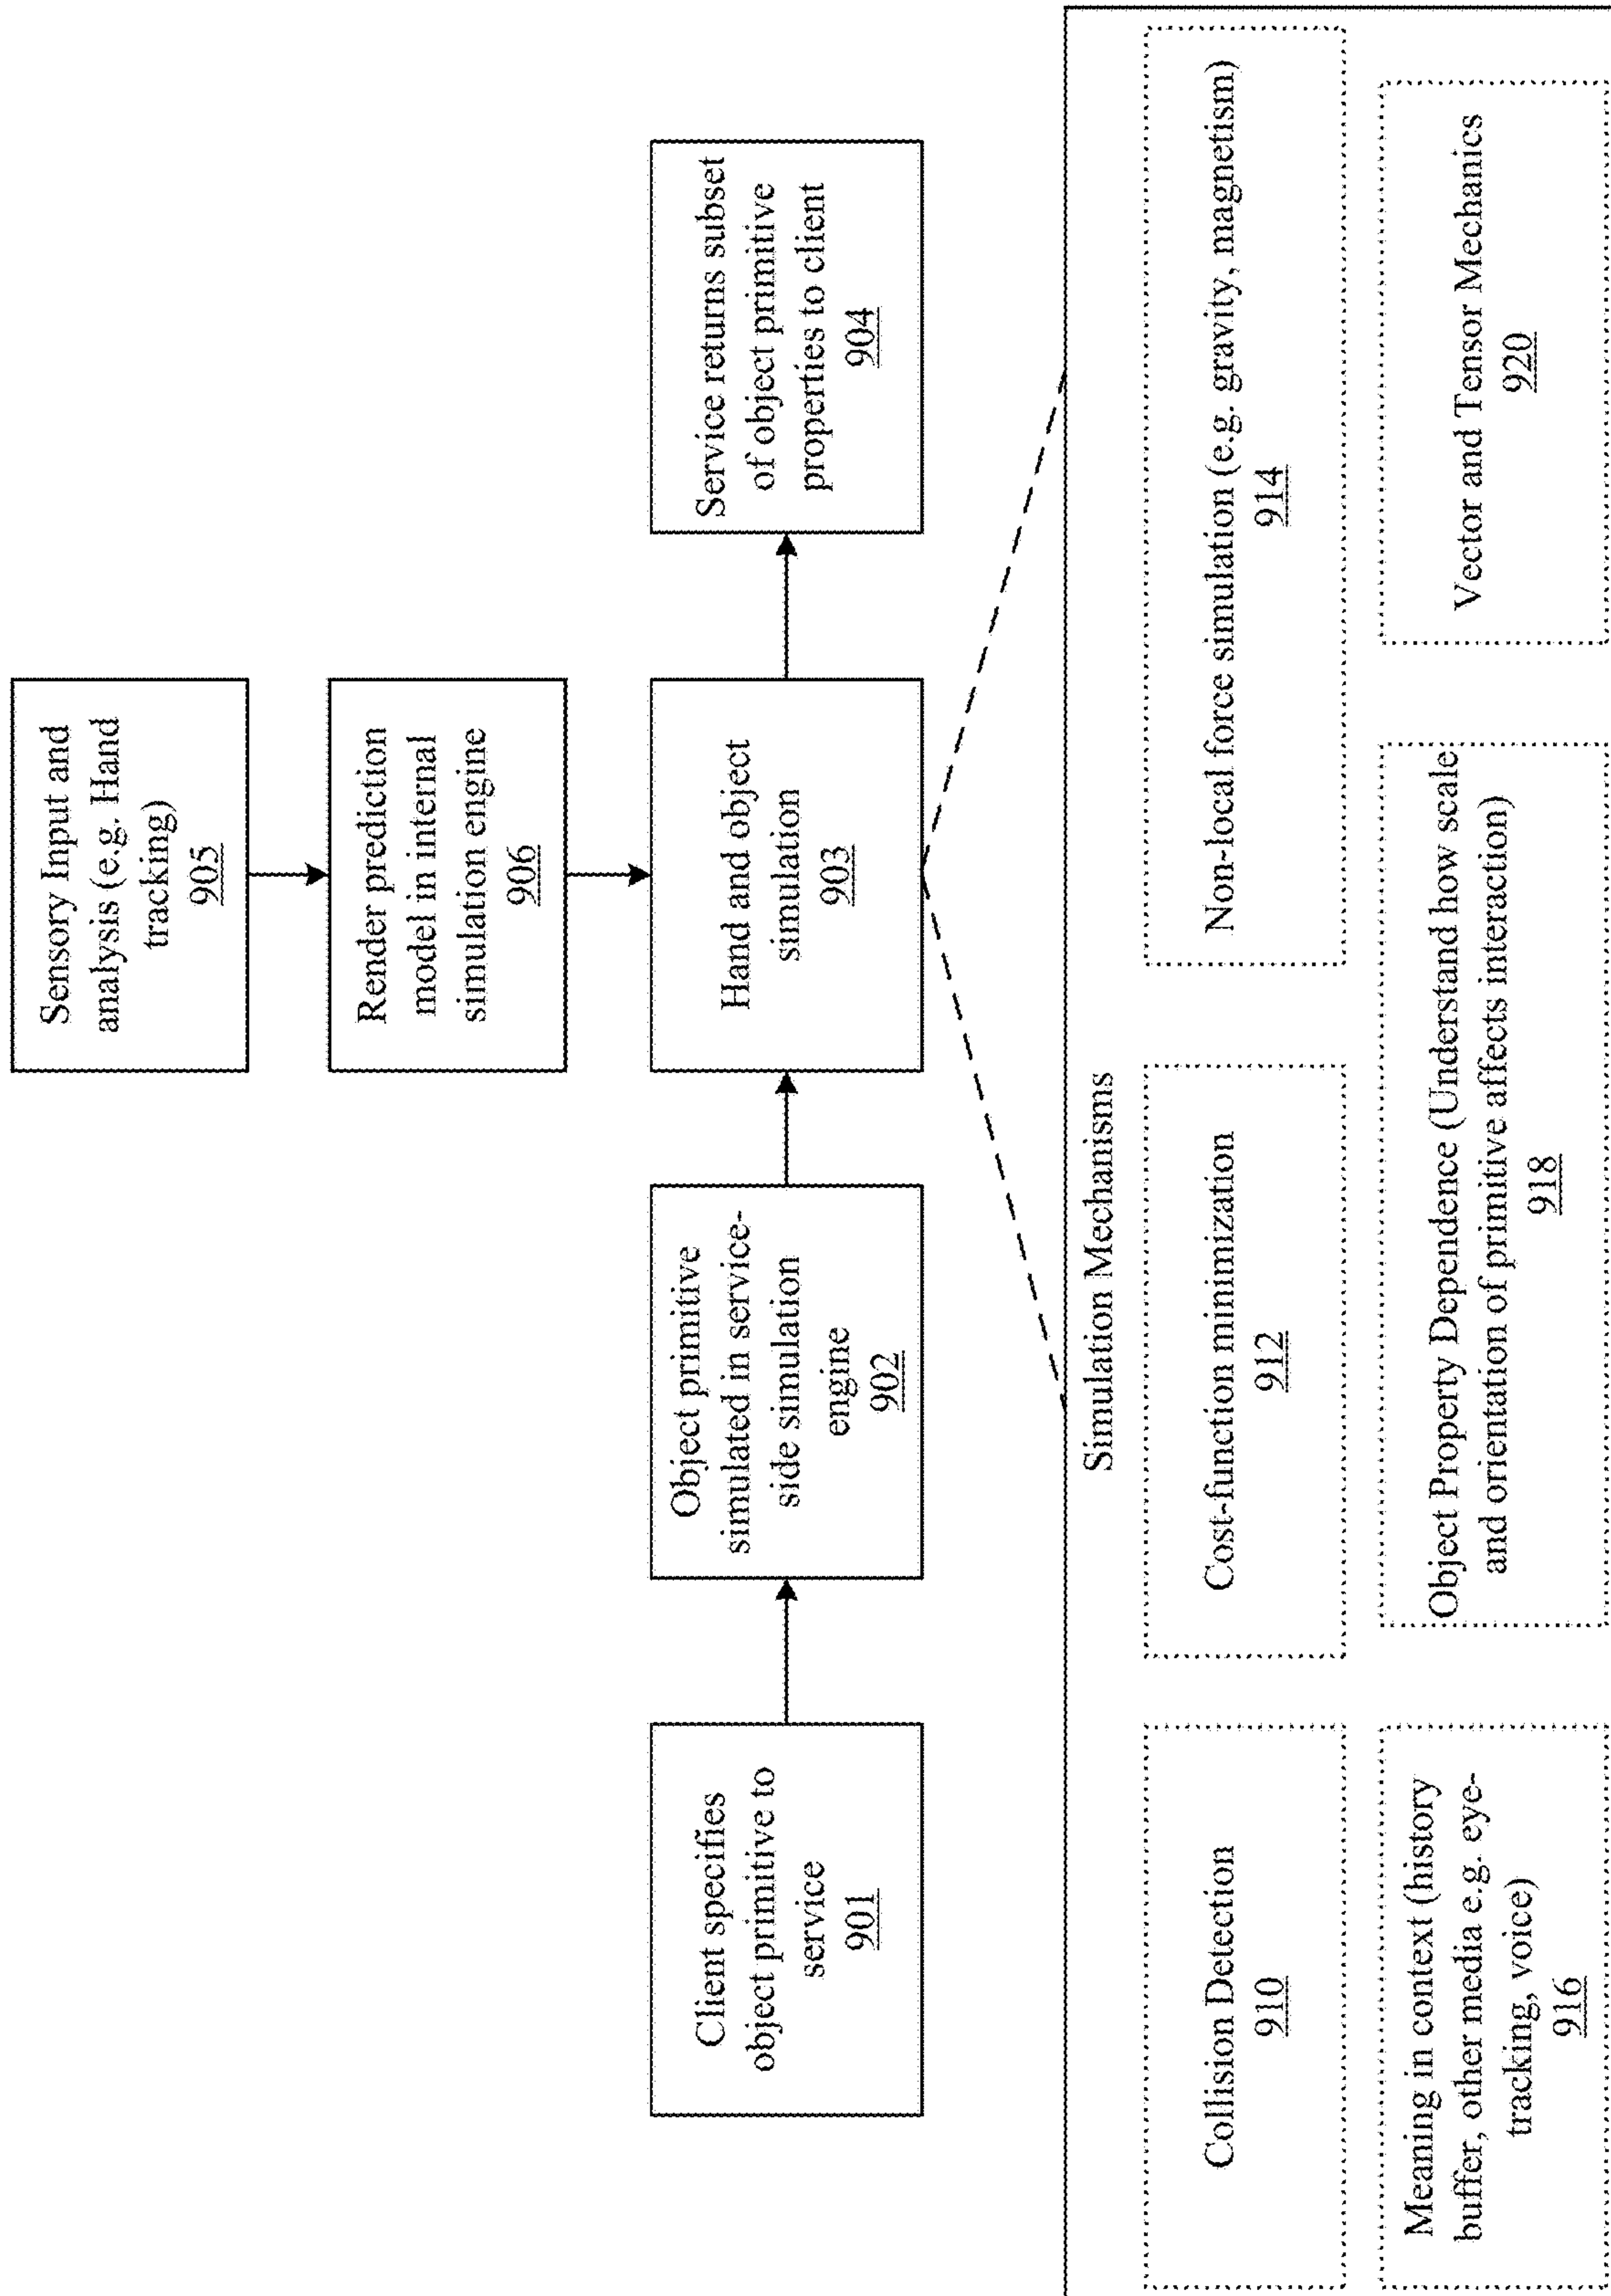 Sensory Input and
analysis (e.g. Hand
tracking)
905
Render prediction
model in internal
simulation engine
906
Client specifies
object primitive to
service
901
Object primitive
simulated in service-
side simulation
engine
902
Hand and object
simulation
903
Service returns subset
of object primitive
properties to client
904
Simulation Mechanisms
Collision Detection
910
Cost-function minimization
912
Non-local force simulation (e.g. gravity, magnetism)
914
Meaning in context (history
buffer, other media e.g. eye-
tracking, voice)
916
Object Property Dependence (Understand how scale
and orientation of primitive affects interaction)
918
Vector and Tensor Mechanics
920